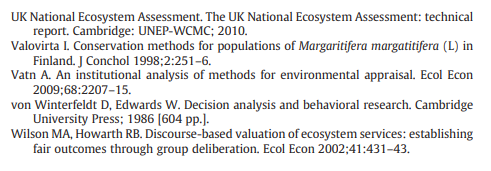 UK National Ecosystem Assessment. The UK National Ecosystem Assessment: technical
report. Cambridge: UNEP-WCMC; 2010.
Valovirta I. Conservation methods for populations of Margaritifera margatitifera (L) in
Finland. J Conchol 1998;2:251–6.
Vatn A. An institutional analysis of methods for environmental appraisal. Ecol Econ
2009;68:2207–15.
von Winterfeldt D, Edwards W. Decision analysis and behavioral research. Cambridge
University Press; 1986 [604 pp.].
Wilson MA, Howarth RB. Discourse-based valuation of ecosystem services: establishing
fair outcomes through group deliberation. Ecol Econ 2002;41:431–43.